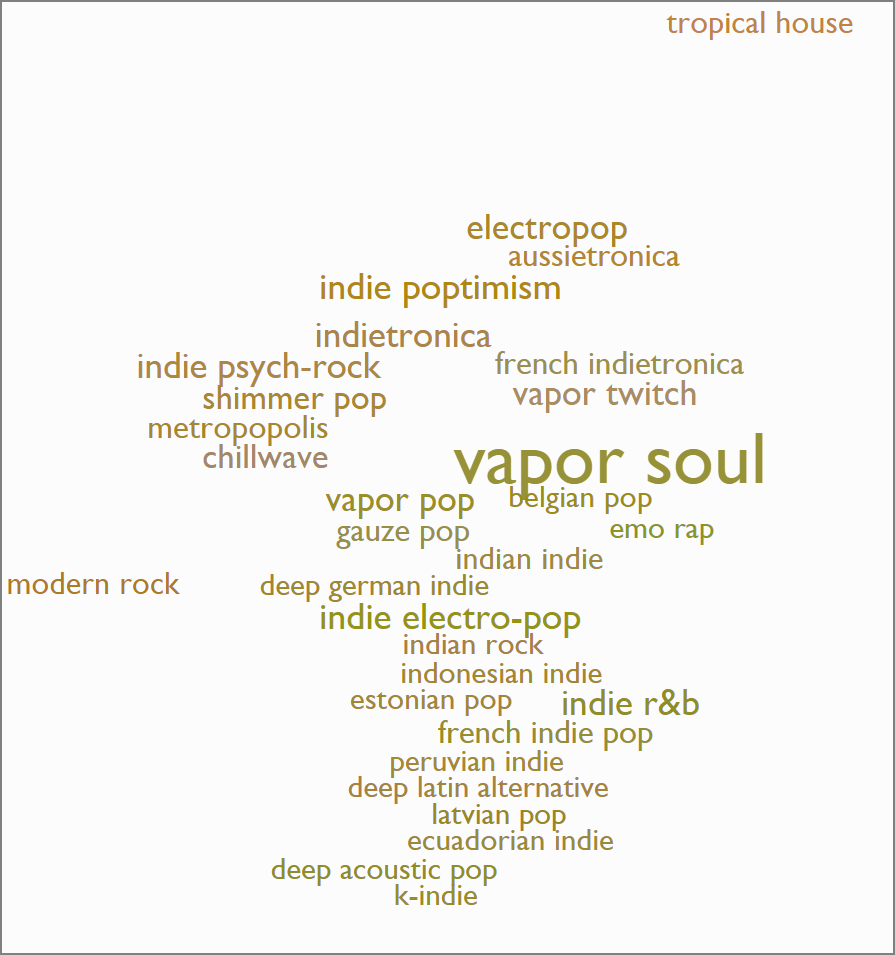 tropical house
electropop
aussietronica
indie poptimism
indietronica
french indietronica
indie psych-rock
vapor twitch
shimmer pop
metropopolis
chillwave
vapor soul
vapor pop
belgian pop
gauze pop
emo rap
indian indie
modern rock
deep german indie
indie electro-pop
indian rock
indonesian indie
estonian pop
indie r&b
french indie pop
peruvian indie
deep latin alternative
latvian pop
ecuadorian indie
deep acoustic pop
k-indie